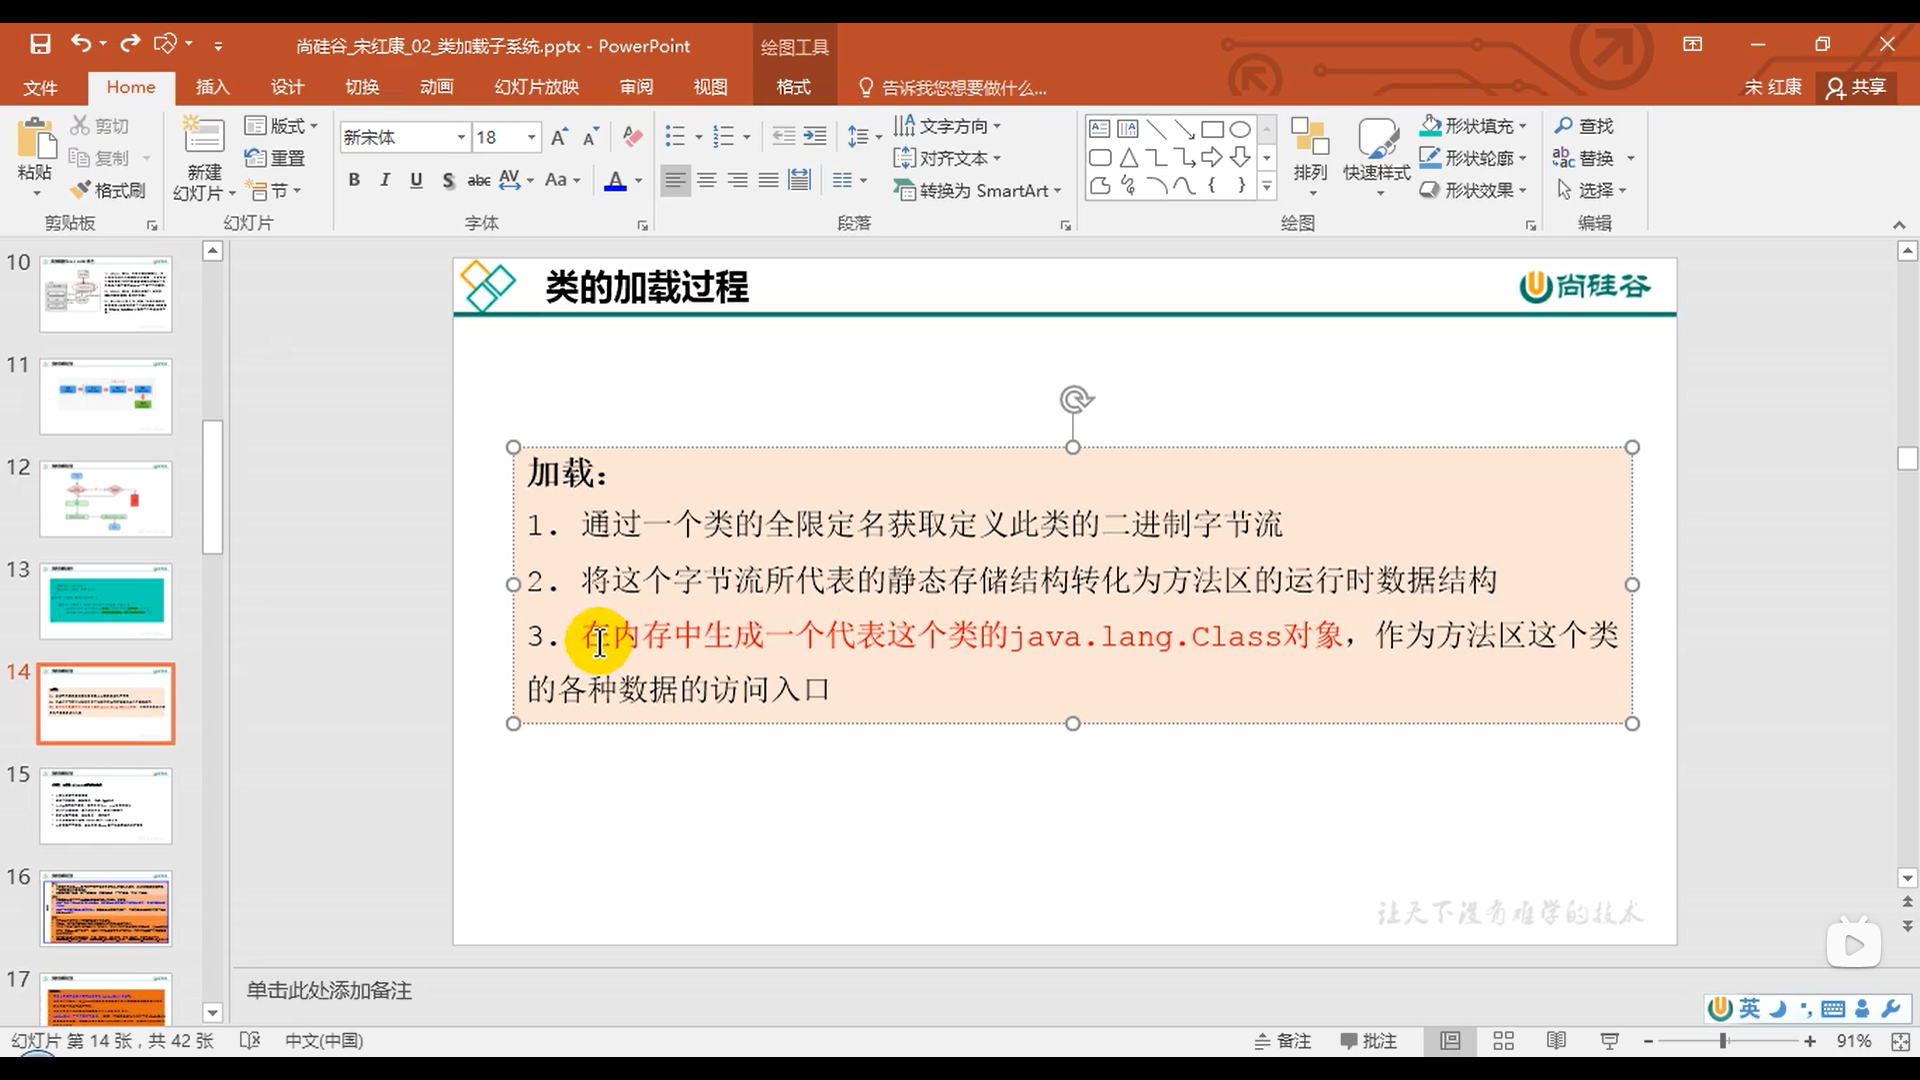 尚硅谷_宋红康_02_类加载子系统.pptx - PowerPoint
绘图工具
文件 Home 插入 设计 切换 动画 幻灯片放映 审阅 视图 格式 告诉我您想要做什么... 宋 红康 共享
粘贴 剪切 复制 格式刷
剪贴板
新建 幻灯片 版式 重置 节
幻灯片
新宋体 18
B I U S abc AV Aa A
字体
文字方向
对齐文本
转换为 SmartArt
段落
排列 快速样式 形状填充 形状轮廓 形状效果
绘图
查找
替换
选择
编辑
10
11
12
13
14
15
16
17
类的加载过程
尚硅谷
加载：
1. 通过一个类的全限定名获取定义此类的二进制字节流
2. 将这个字节流所代表的静态存储结构转化为方法区的运行时数据结构
3. 在内存中生成一个代表这个类的java.lang.Class对象，作为方法区这个类
的各种数据的访问入口
让天下没有难学的技术
单击此处添加备注
英
幻灯片 第 14 张，共 42 张 中文(中国) 备注 批注 91%